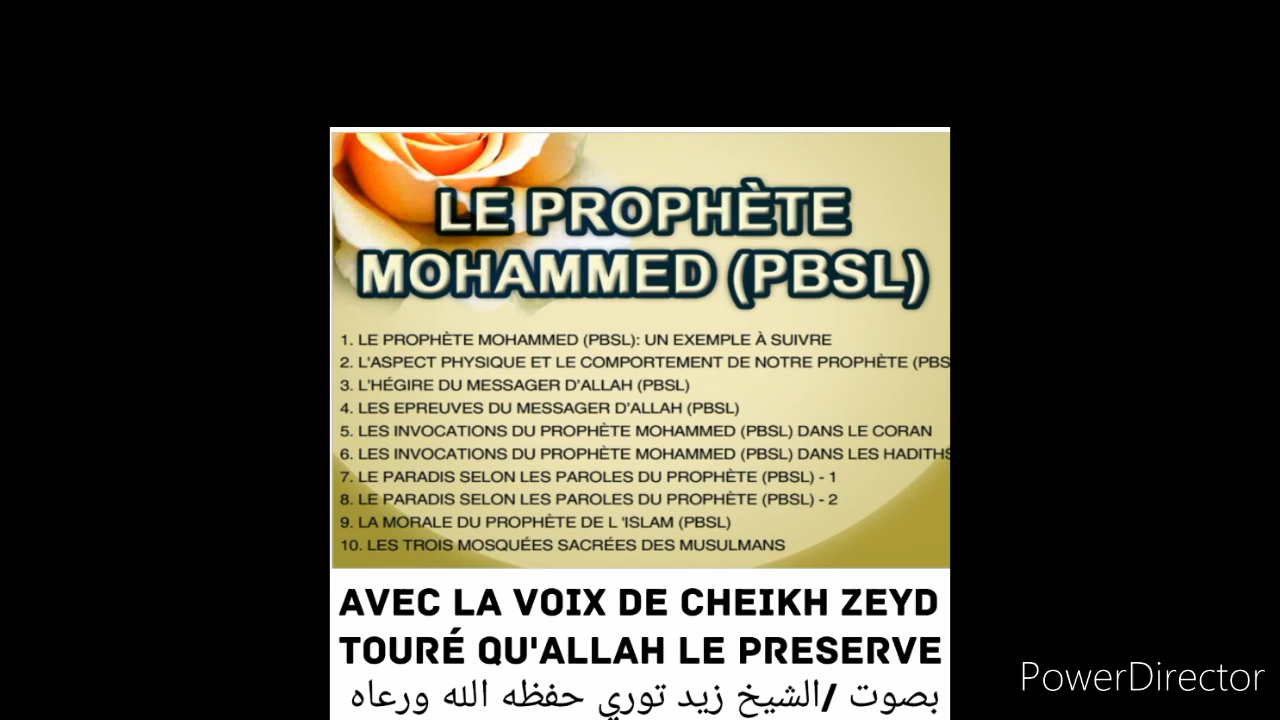 LE PROPHÈTE
MOHAMMED (PBSL)
1. LE PROPHÈTE MOHAMMED (PBSL): UN EXEMPLE À SUIVRE
2. L'ASPECT PHYSIQUE ET LE COMPORTEMENT DE NOTRE PROPHÈTE (PBS
3. L'HÉGIRE DU MESSAGER D'ALLAH (PBSL)
4. LES EPREUVES DU MESSAGER D'ALLAH (PBSL)
5. LES INVOCATIONS DU PROPHÈTE MOHAMMED (PBSL) DANS LE CORAN
6. LES INVOCATIONS DU PROPHÈTE MOHAMMED (PBSL) DANS LES HADITHS
7. LE PARADIS SELON LES PAROLES DU PROPHÈTE (PBSL) - 1
8. LE PARADIS SELON LES PAROLES DU PROPHÈTE (PBSL) - 2
9. LA MORALE DU PROPHÈTE DE L 'ISLAM (PBSL)
10. LES TROIS MOSQUÉES SACRÉES DES MUSULMANS
AVEC LA VOIX DE CHEIKH ZEYD
TOURÉ QU'ALLAH LE PRESERVE
بصوت /الشيخ زيد توري حفظه الله ورعاه
PowerDirector